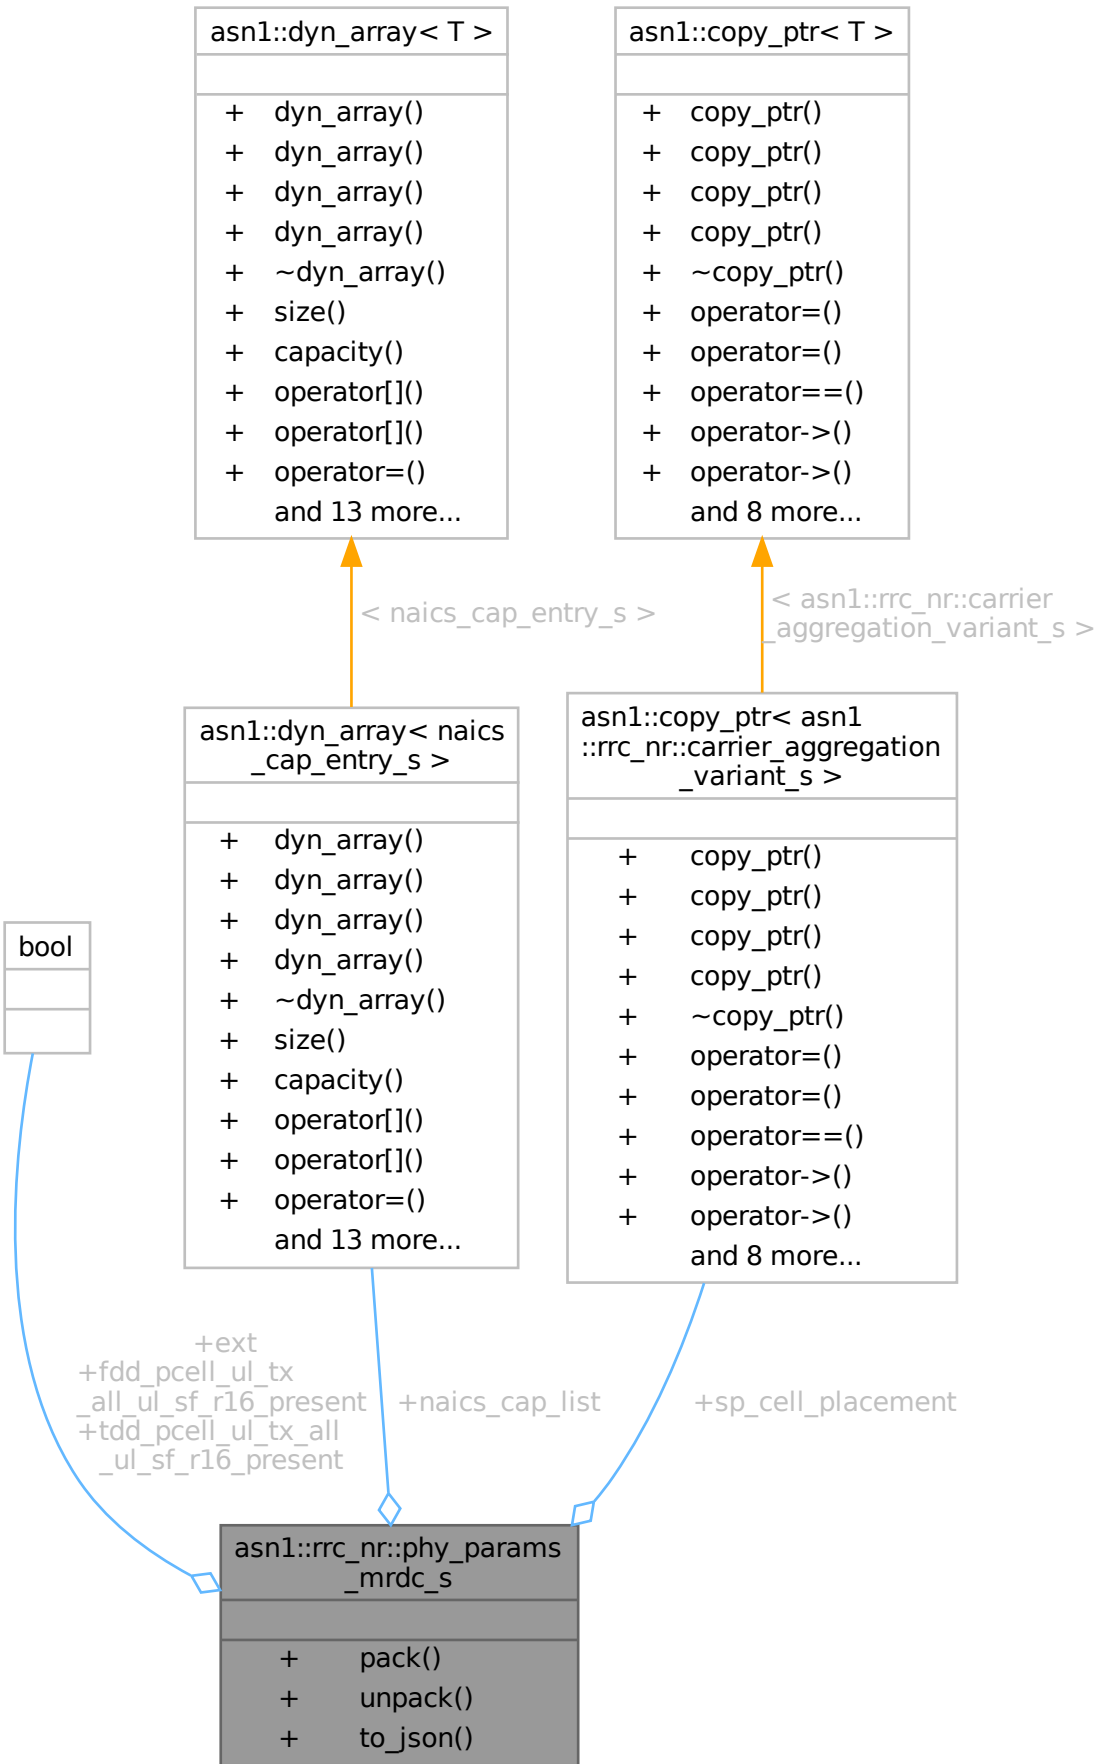 asn1::dyn_array< T >
+ dyn_array()
+ dyn_array()
+ dyn_array()
+ dyn_array()
+ ~dyn_array()
+ size()
+ capacity()
+ operator[]()
+ operator[]()
+ operator=()
and 13 more...
asn1::copy_ptr< T >
+ copy_ptr()
+ copy_ptr()
+ copy_ptr()
+ copy_ptr()
+ ~copy_ptr()
+ operator=()
+ operator=()
+ operator==()
+ operator->()
+ operator->()
and 8 more...
< naics_cap_entry_s >
< asn1::rrc_nr::carrier
_aggregation_variant_s >
asn1::dyn_array< naics
_cap_entry_s >
+ dyn_array()
+ dyn_array()
+ dyn_array()
+ dyn_array()
+ ~dyn_array()
+ size()
+ capacity()
+ operator[]()
+ operator[]()
+ operator=()
and 13 more...
asn1::copy_ptr< asn1
::rrc_nr::carrier_aggregation
_variant_s >
+ copy_ptr()
+ copy_ptr()
+ copy_ptr()
+ copy_ptr()
+ ~copy_ptr()
+ operator=()
+ operator=()
+ operator==()
+ operator->()
+ operator->()
and 8 more...
bool
+ext
+fdd_pcell_ul_tx
_all_ul_sf_r16_present
+tdd_pcell_ul_tx_all
_ul_sf_r16_present
+naics_cap_list
+sp_cell_placement
asn1::rrc_nr::phy_params
_mrdc_s
+ pack()
+ unpack()
+ to_json()